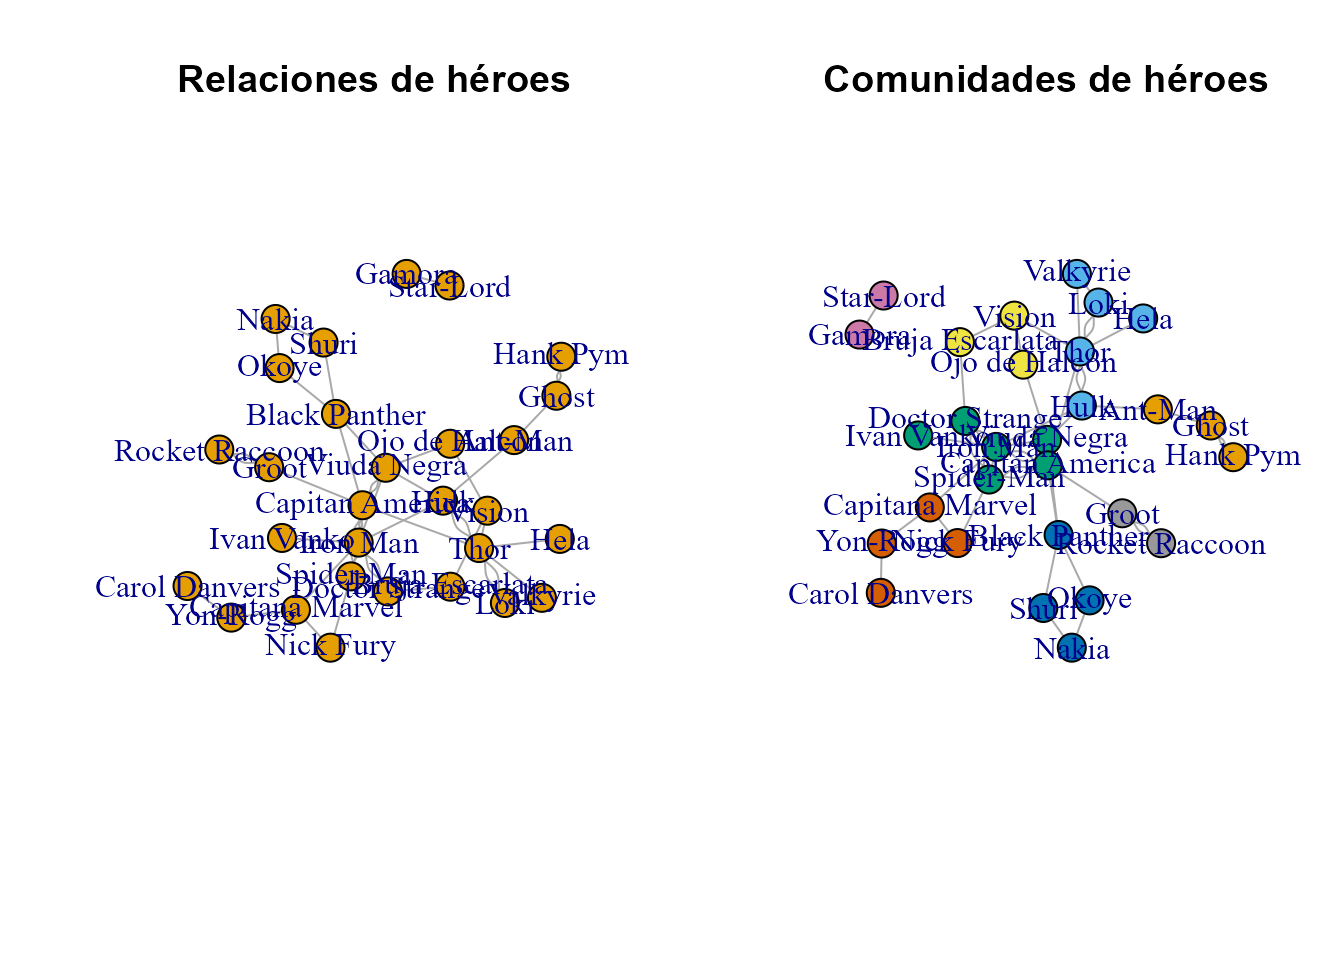 Relaciones de héroes
Gamora
Star-Lord
Nakia
Shuri
Okoye
Hank Pym
Ghost
Black Panther
Ojo de Halcon
Ant-Man
Rocket Raccoon
Groot
Viuda Negra
Capitan America
Hulk
Vision
Ivan Vanko
Iron Man
Thor
Hela
Spider-Man
Carol Danvers
Doctor Strange
Bruja Escarlata
Valkyrie
Loki
Yon-Rogg
Capitana Marvel
Nick Fury
Comunidades de héroes
Valkyrie
Star-Lord
Loki
Hela
Vision
Gamora
Bruja Escarlata
Thor
Ojo de Halcon
Hulk
Ant-Man
Doctor Strange
Ghost
Ivan Vanko
Viuda Negra
Iron Man
Hank Pym
Capitan America
Spider-Man
Capitana Marvel
Groot
Yon-Rogg
Nick Fury
Black Panther
Rocket Raccoon
Carol Danvers
Shuri
Okoye
Nakia